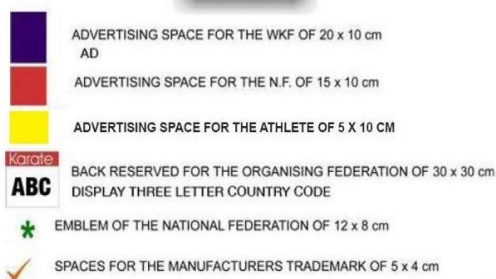 ADVERTISING SPACE FOR THE WKF OF 20 x 10 cm
AD
ADVERTISING SPACE FOR THE N.F. OF 15 x 10 cm
ADVERTISING SPACE FOR THE ATHLETE OF 5 X 10 CM
Karate
ABC
BACK RESERVED FOR THE ORGANISING FEDERATION OF 30 x 30 cm
DISPLAY THREE LETTER COUNTRY CODE
* EMBLEM OF THE NATIONAL FEDERATION OF 12 x 8 cm
✓ SPACES FOR THE MANUFACTURERS TRADEMARK OF 5 x 4 cm